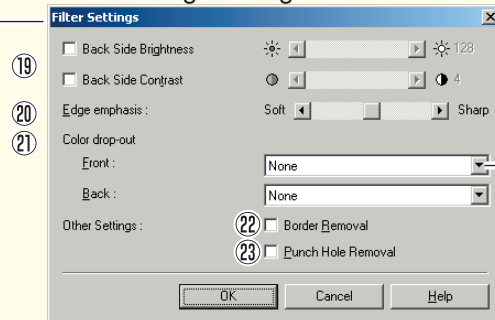 Filter Settings
⑲ Back Side Brightness 128
Back Side Contrast 4
⑳ Edge emphasis : Soft Sharp
㉑ Color drop-out
Front : None
Back : None
Other Settings : ㉒ Border Removal
㉓ Punch Hole Removal
OK Cancel Help